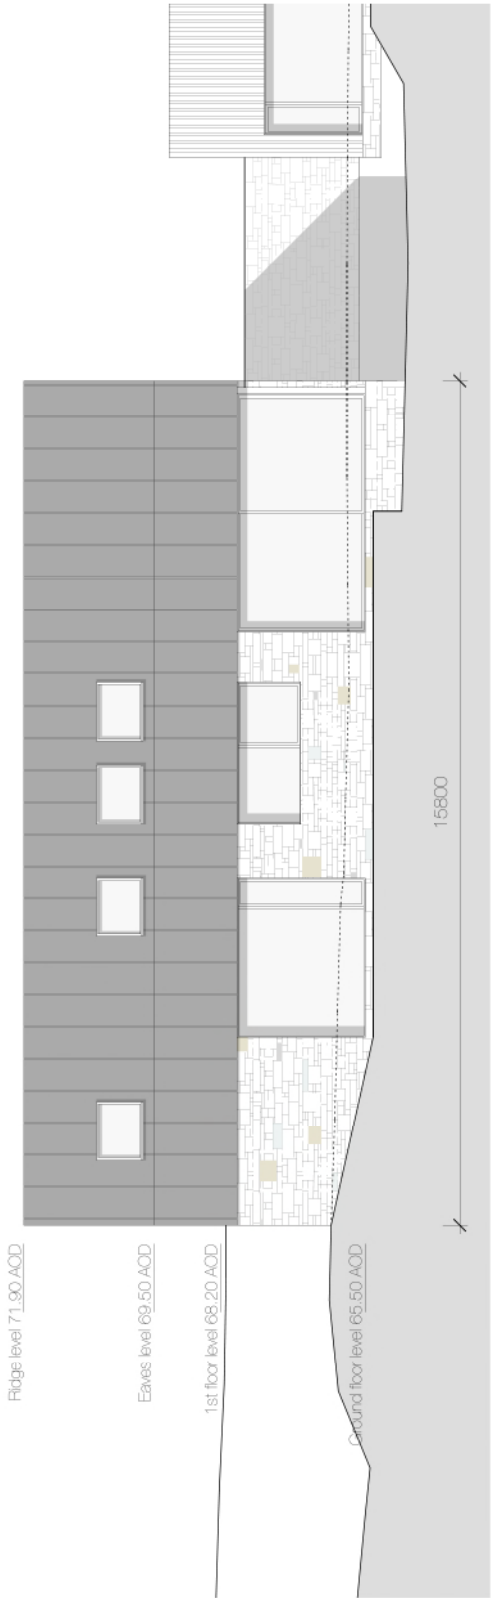 Ridge level 71.90 AOD
Eaves level 69.50 AOD
1st floor level 68.20 AOD
Ground floor level 65.50 AOD
15800